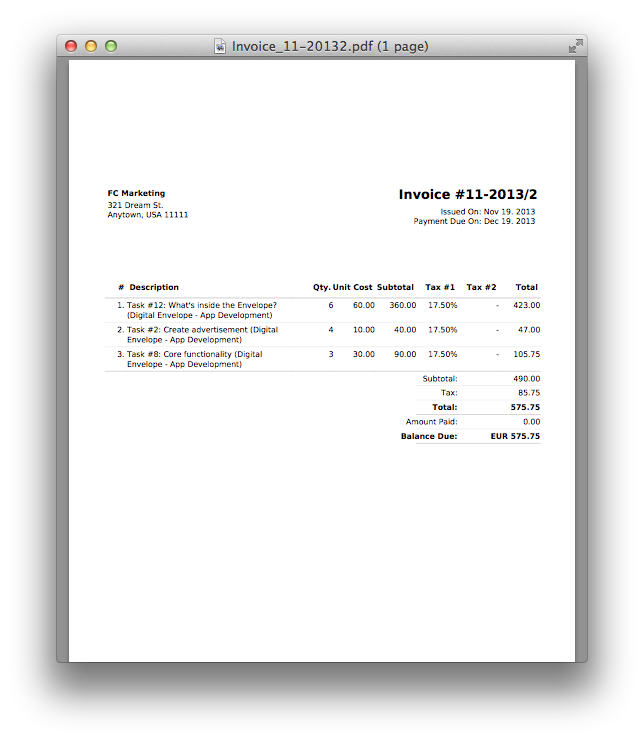 Invoice_11-20132.pdf (1 page)
FC Marketing
321 Dream St.
Anytown, USA 11111
Invoice #11-2013/2
Issued On: Nov 19. 2013
Payment Due On: Dec 19. 2013
# Description Qty. Unit Cost Subtotal Tax #1 Tax #2 Total
1. Task #12: What's inside the Envelope? 6 60.00 360.00 17.50% - 423.00
(Digital Envelope - App Development)
2. Task #2: Create advertisement (Digital 4 10.00 40.00 17.50% - 47.00
Envelope - App Development)
3. Task #8: Core functionality (Digital 3 30.00 90.00 17.50% - 105.75
Envelope - App Development)
Subtotal: 490.00
Tax: 85.75
Total: 575.75
Amount Paid: 0.00
Balance Due: EUR 575.75